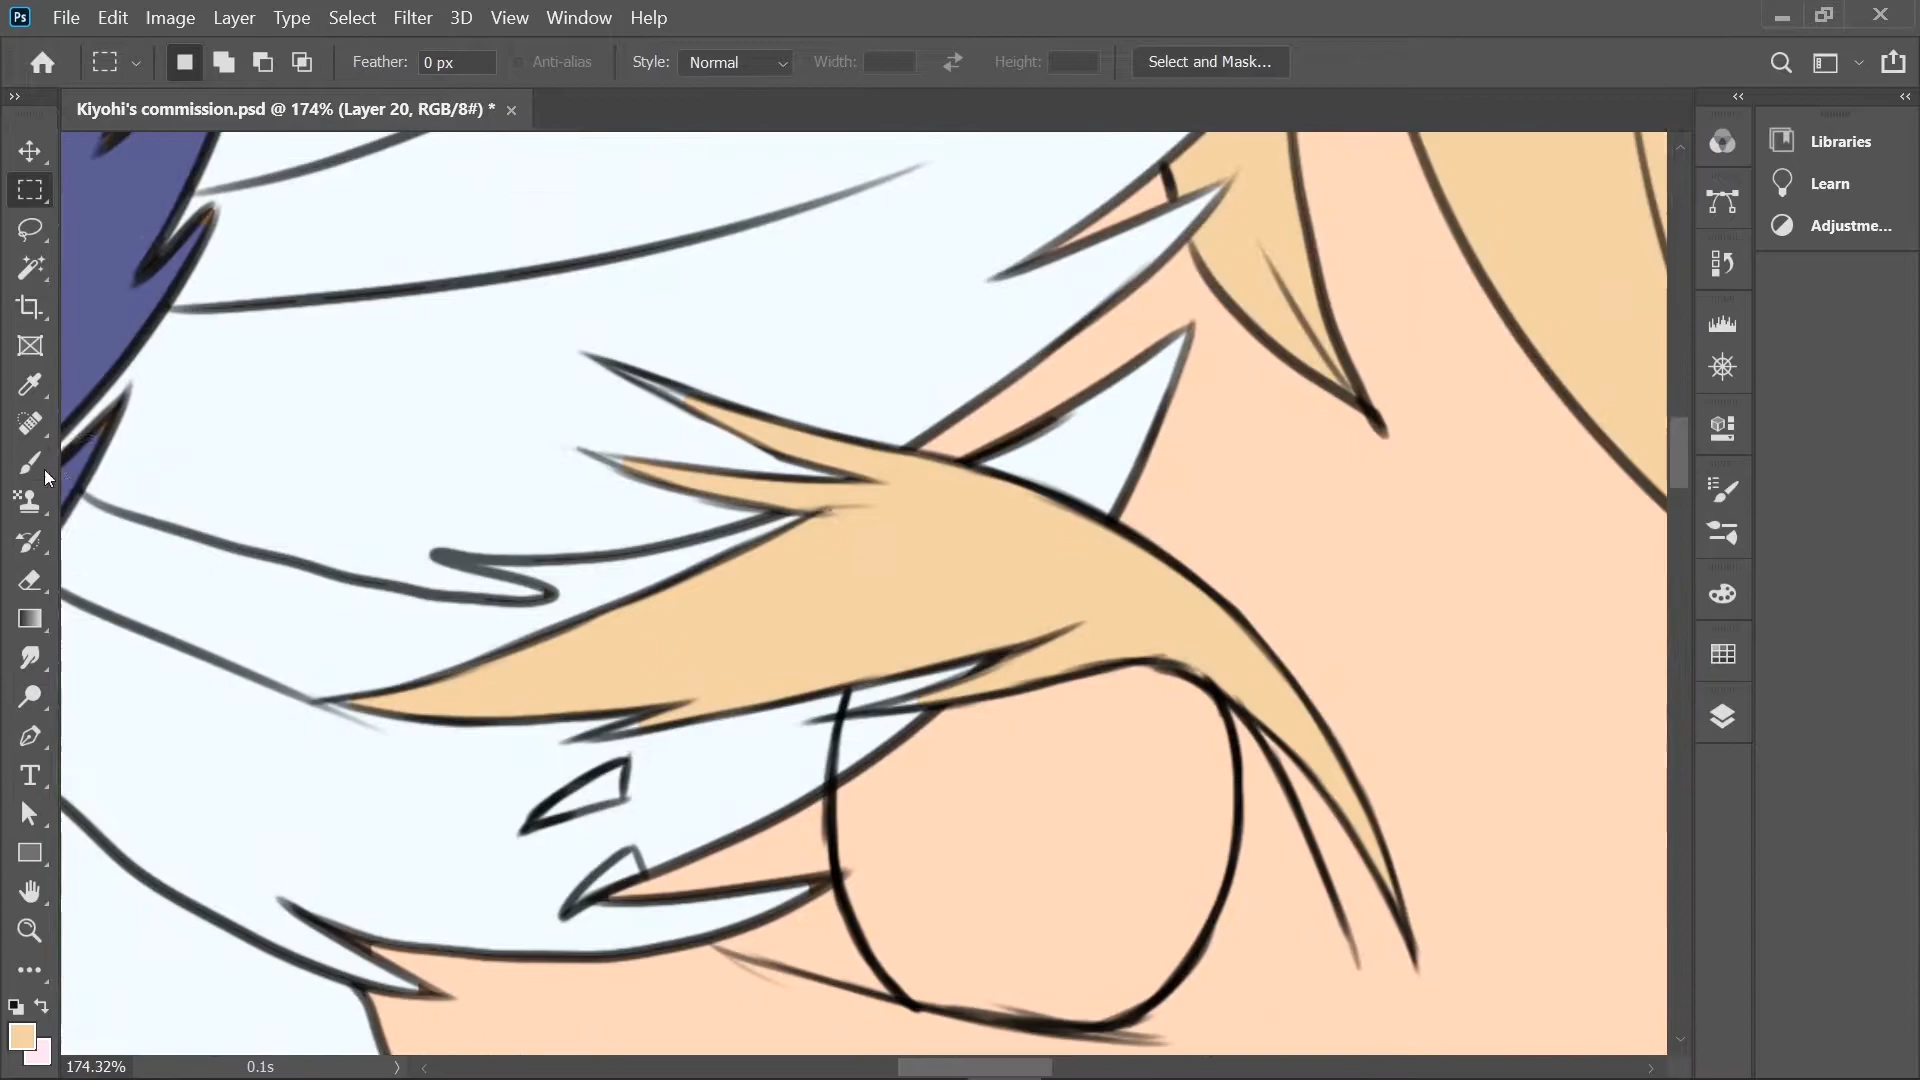 Ps File Edit Image Layer Type Select Filter 3D View Window Help
Feather: 0 px Anti-alias Style: Normal Width: Height: Select and Mask...
Kiyohi's commission.psd @ 174% (Layer 20, RGB/8#) *
Libraries
Learn
Adjustme...
174.32% 0.1s